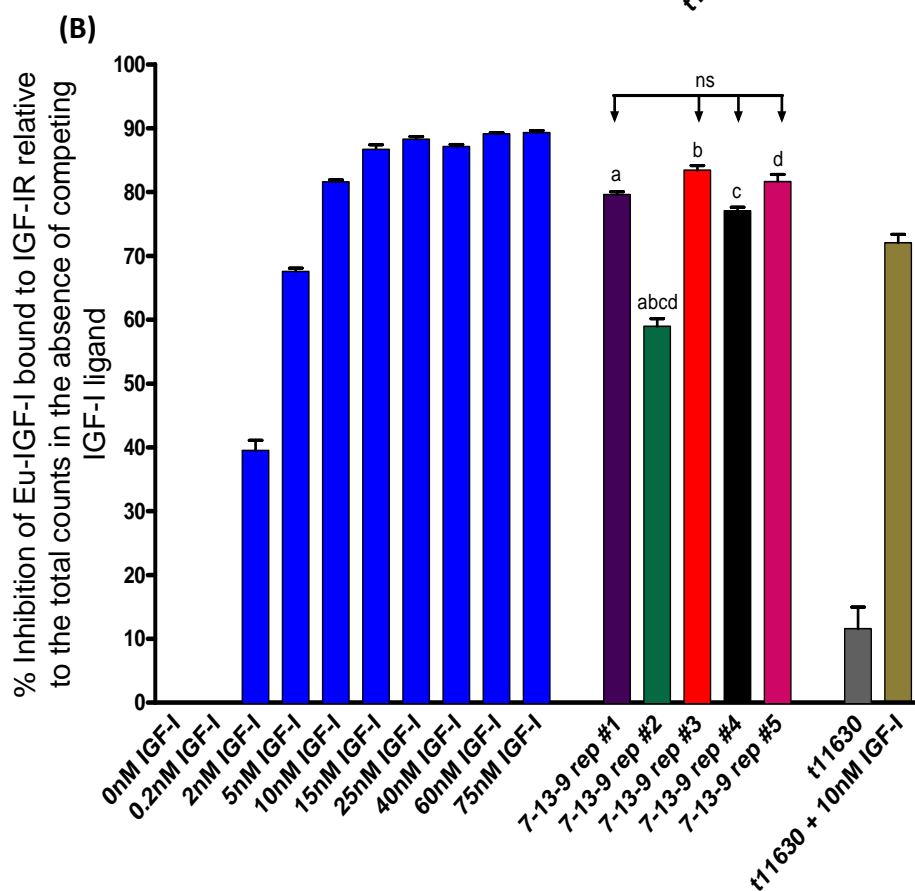 (B)
% Inhibition of Eu-IGF-I bound to IGF-IR relative
to the total counts in the absence of competing
IGF-I ligand
100
90
80
70
60
50
40
30
20
10
0
ns
a
abcd
b
c
d
0nM IGF-I
0.2nM IGF-I
2nM IGF-I
5nM IGF-I
10nM IGF-I
15nM IGF-I
25nM IGF-I
40nM IGF-I
60nM IGF-I
75nM IGF-I
7-13-9 rep #1
7-13-9 rep #2
7-13-9 rep #3
7-13-9 rep #4
7-13-9 rep #5
t11630
t11630 + 10nM IGF-I